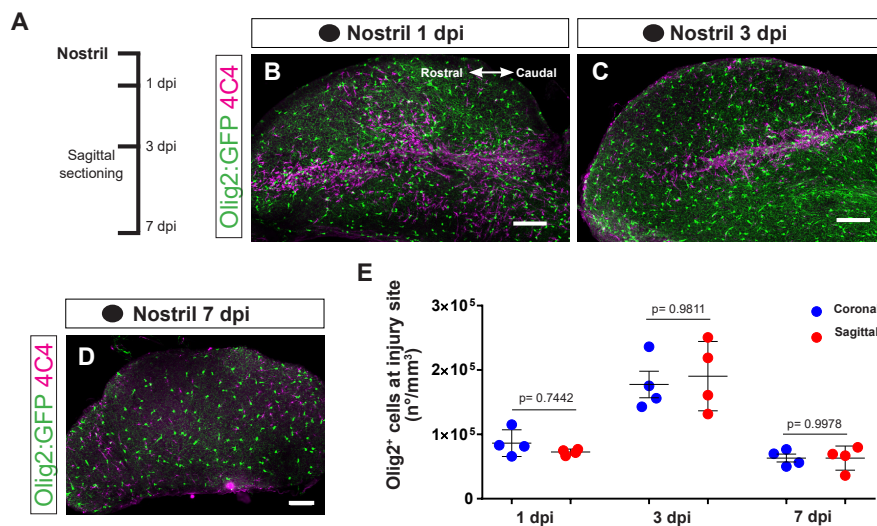 A
Nostril
1 dpi
Sagittal
sectioning
3 dpi
7 dpi
Nostril 1 dpi
Nostril 3 dpi
Olig2:GFP 4C4
B
Rostral
Caudal
C
Nostril 7 dpi
Olig2:GFP 4C4
D
E
Olig2⁺ cells at injury site
(n°/mm³)
3×10⁵
2×10⁵
1×10⁵
0
p= 0.7442
p= 0.9811
p= 0.9978
Corona
Sagittal
1 dpi
3 dpi
7 dpi